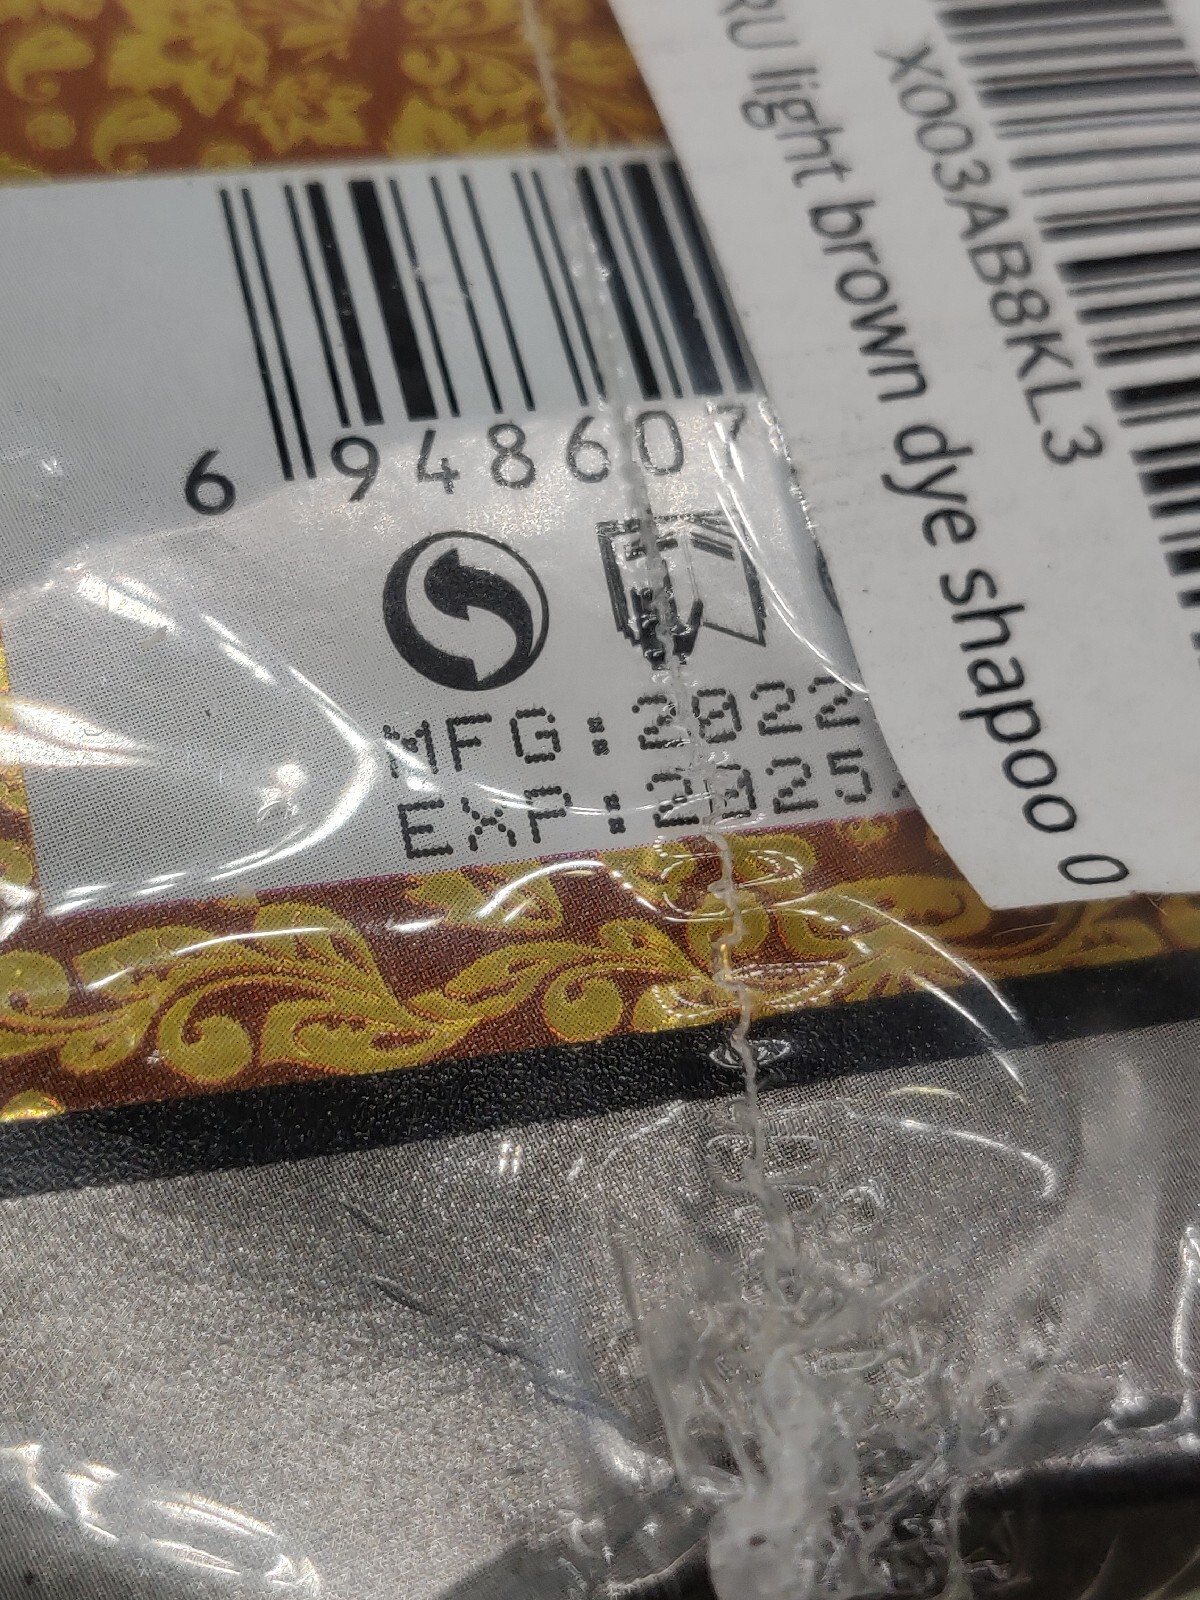 X003AB8KL3
RU light brown dye shapoo 0
6 948607
MFG:2022
EXP:2025.